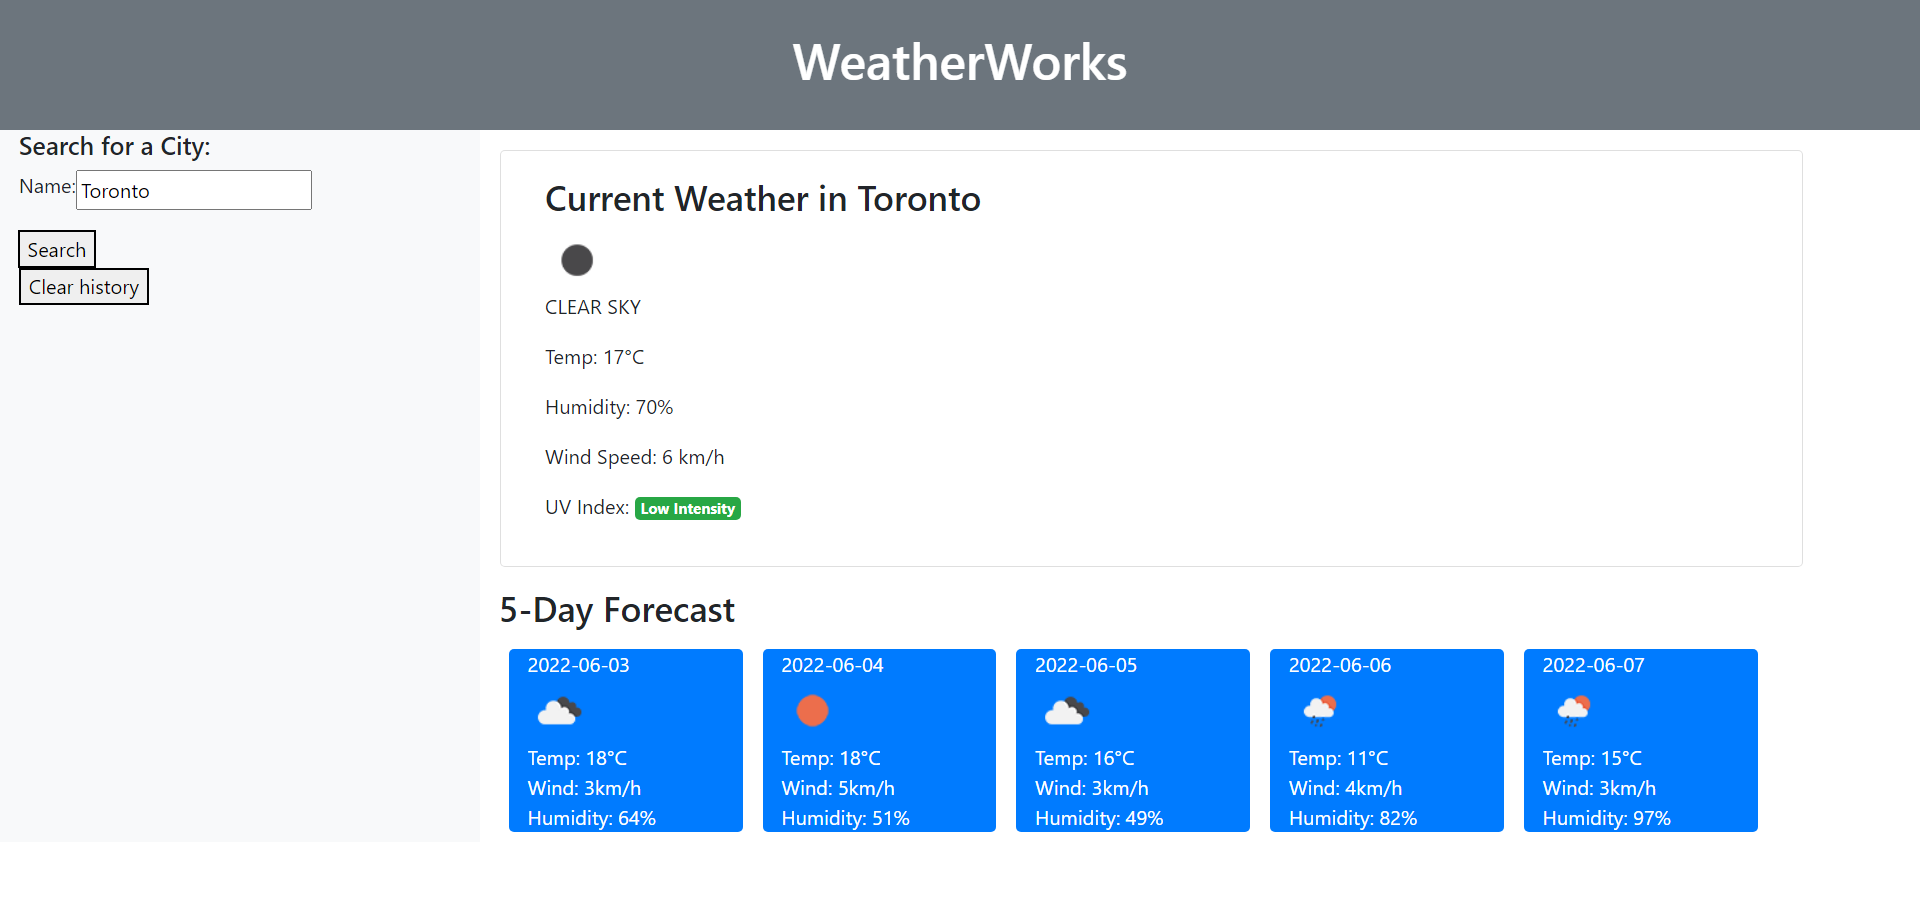 WeatherWorks
Search for a City:
Name: Toronto
Search
Clear history
Current Weather in Toronto
CLEAR SKY
Temp: 17°C
Humidity: 70%
Wind Speed: 6 km/h
UV Index: Low Intensity
5-Day Forecast
2022-06-03
Temp: 18°C
Wind: 3km/h
Humidity: 64%
2022-06-04
Temp: 18°C
Wind: 5km/h
Humidity: 51%
2022-06-05
Temp: 16°C
Wind: 3km/h
Humidity: 49%
2022-06-06
Temp: 11°C
Wind: 4km/h
Humidity: 82%
2022-06-07
Temp: 15°C
Wind: 3km/h
Humidity: 97%